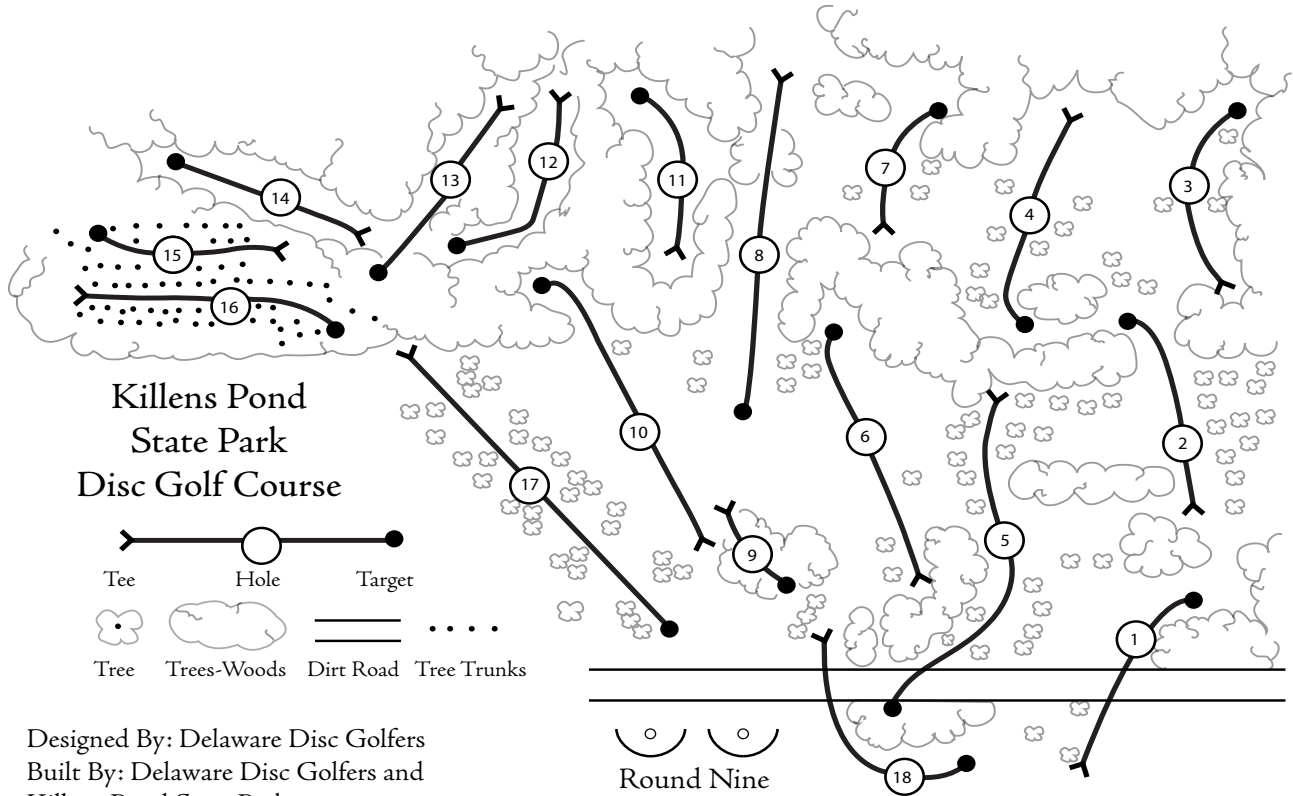 13
12
11
8
7
4
3
14
15
16
10
6
2
17
9
5
1
18
Killens Pond
State Park
Disc Golf Course
Tee Hole Target
Tree Trees-Woods Dirt Road Tree Trunks
Designed By: Delaware Disc Golfers
Built By: Delaware Disc Golfers and
Round Nine